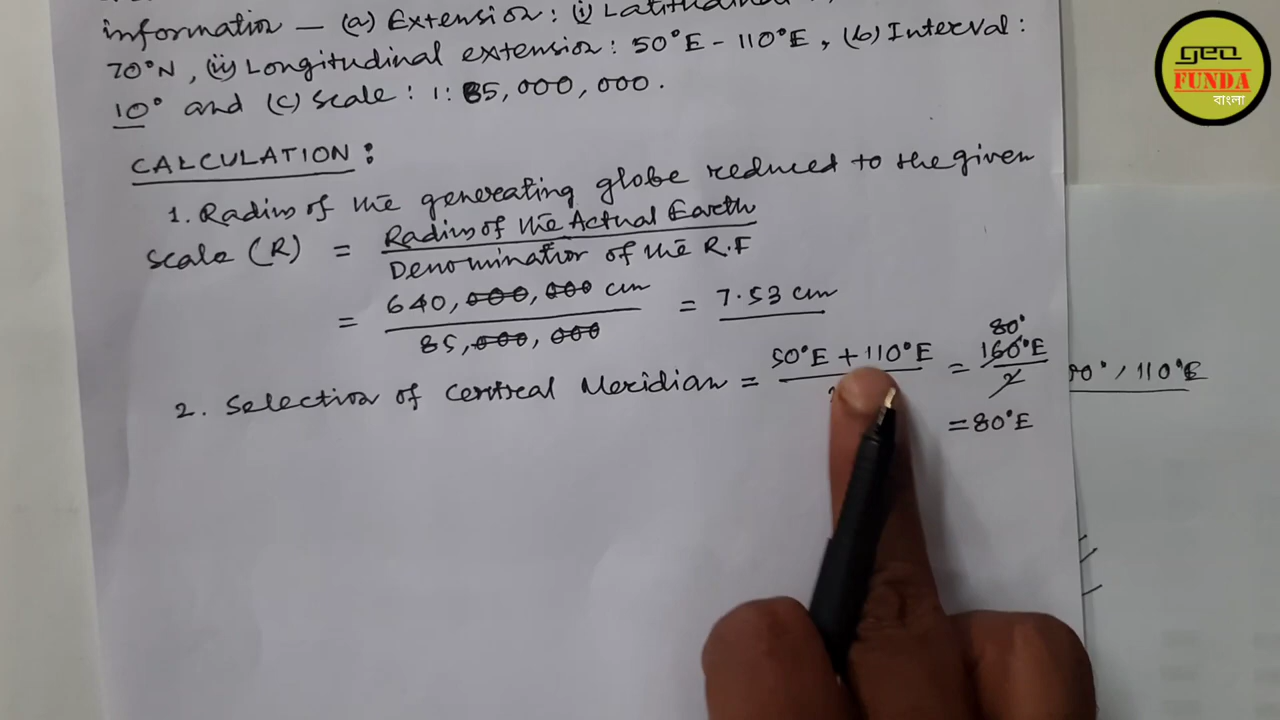 information — (a) Extension: (i) Latitudinal
70°N, (ii) Longitudinal extension: 50°E - 110°E, (b) Interval:
10° and (c) Scale: 1: 85,000,000.
CALCULATION:
1. Radius of the generating globe reduced to the given
Scale (R) = Radius of the Actual Earth
Denomination of the R.F
= 640,000,000 cm = 7.53 cm
85,000,000
2. Selection of Central Meridian = 50°E + 110°E = 160°E
80°
2
= 80°E
110°E
GEO
FUNDA
বাংলা